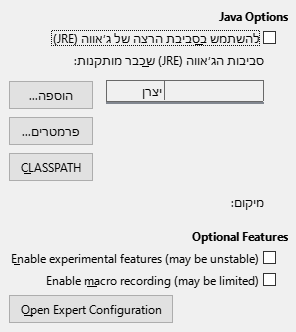 Java Options
להשתמש בסביבת הרצה של ג׳אווה (JRE)
סביבות הג׳אווה (JRE) שכבר מותקנות:
יצרן
הוספה...
פרמטרים...
CLASSPATH
מיקום:
Optional Features
Enable experimental features (may be unstable)
Enable macro recording (may be limited)
Open Expert Configuration